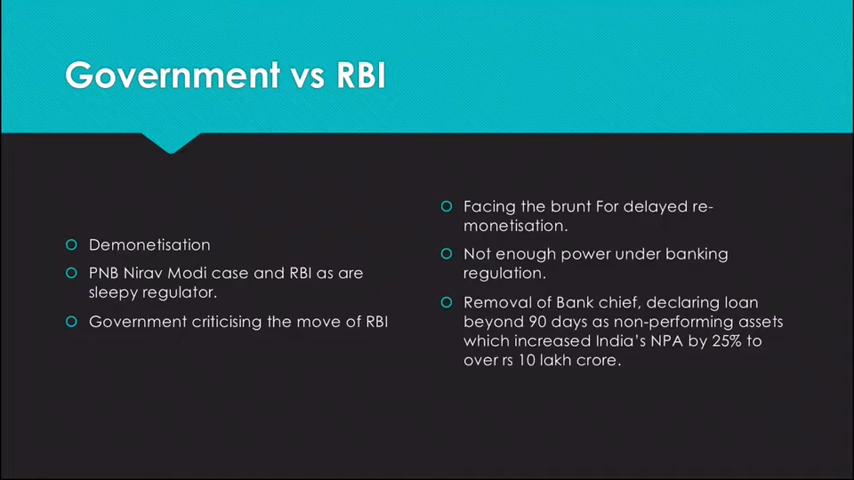 Government vs RBI
Demonetisation
PNB Nirav Modi case and RBI as are
sleepy regulator.
Government criticising the move of RBI
Facing the brunt For delayed re-
monetisation.
Not enough power under banking
regulation.
Removal of Bank chief, declaring loan
beyond 90 days as non-performing assets
which increased India's NPA by 25% to
over rs 10 lakh crore.